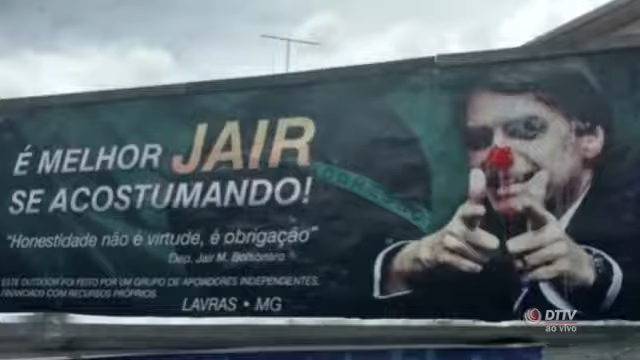 É MELHOR JAIR
SE ACOSTUMANDO!
"Honestidade não é virtude, é obrigação"
Dep. Jair M. Bolsonaro
ESTE OUTDOOR FOI FEITO POR UM GRUPO DE APOIADORES INDEPENDENTES,
FINANCIADO COM RECURSOS PRÓPRIOS.
LAVRAS • MG
DTTV
ao vivo